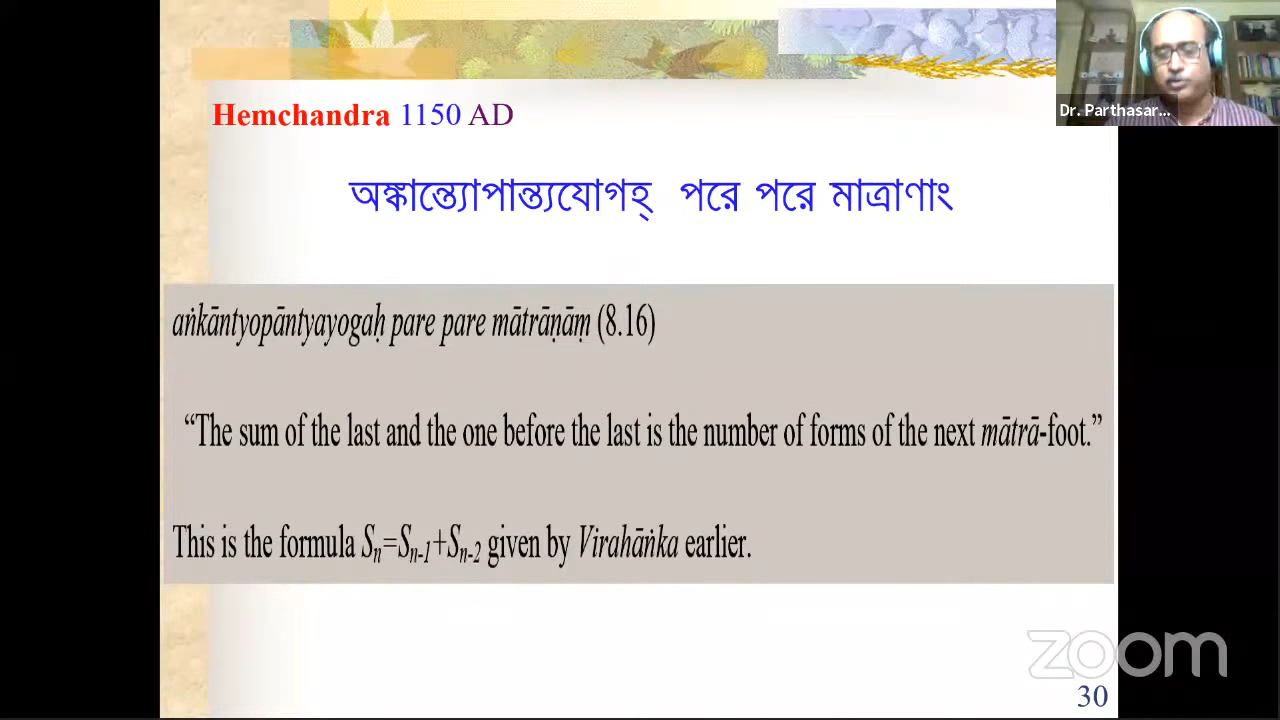 Dr. Parthasar...
Hemchandra 1150 AD
অঙ্কান্ত্যোপান্ত্যযোগহ্ পরে পরে মাত্রাণাং
aṅkāntyopāntyayogaḥ pare pare mātrāṇāṃ (8.16)
“The sum of the last and the one before the last is the number of forms of the next mātrā-foot.”
This is the formula Sn=Sn-1+Sn-2 given by Virahāṅka earlier.
zoom
30